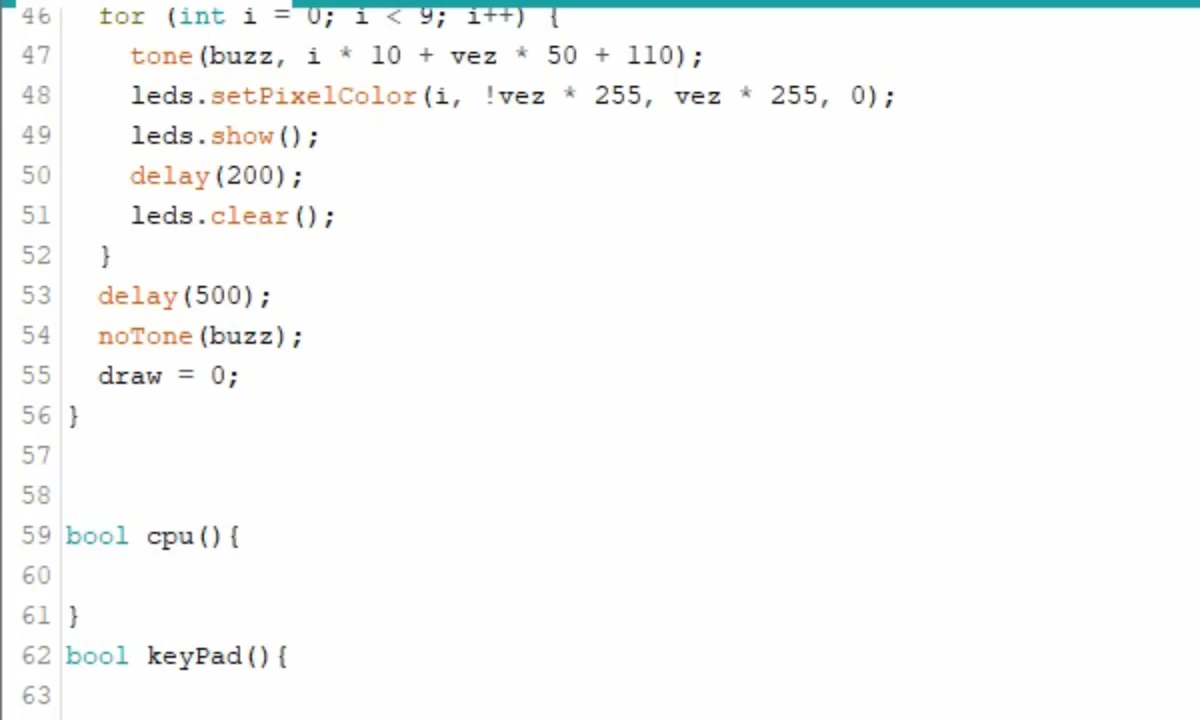 46 for (int i = 0; i < 9; i++) {
47 tone(buzz, i * 10 + vez * 50 + 110);
48 leds.setPixelColor(i, !vez * 255, vez * 255, 0);
49 leds.show();
50 delay(200);
51 leds.clear();
52 }
53 delay(500);
54 noTone(buzz);
55 draw = 0;
56 }
57
58
59 bool cpu(){
60
61 }
62 bool keyPad(){
63